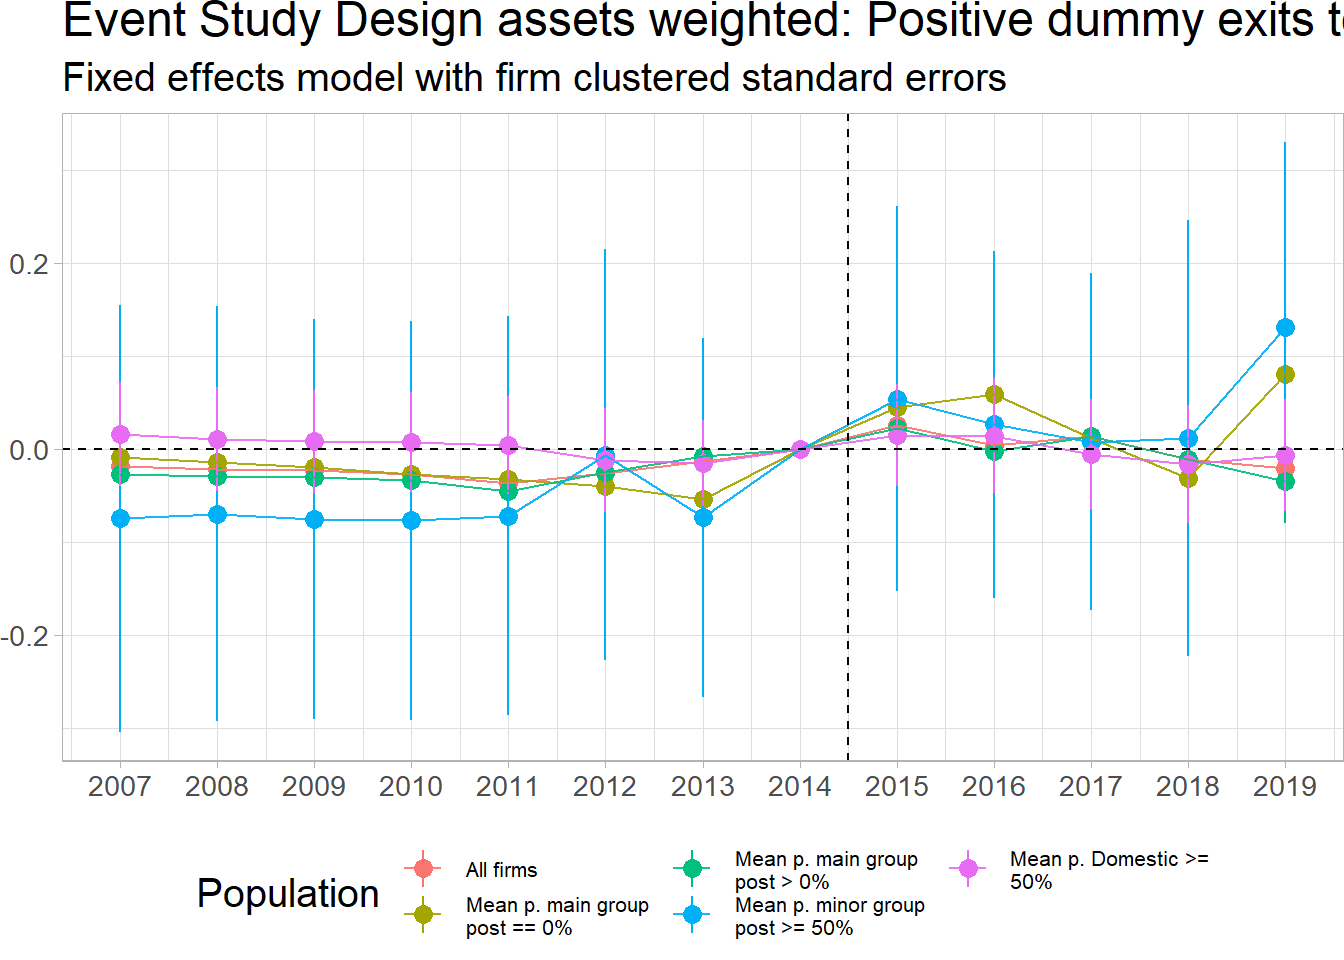 Event Study Design assets weighted: Positive dummy exits
Fixed effects model with firm clustered standard errors
0.2
0.0
-0.2
2007 2008 2009 2010 2011 2012 2013 2014 2015 2016 2017 2018 2019
Population
All firms
Mean p. main group
post == 0%
Mean p. main group
post > 0%
Mean p. minor group
post >= 50%
Mean p. Domestic >=
50%